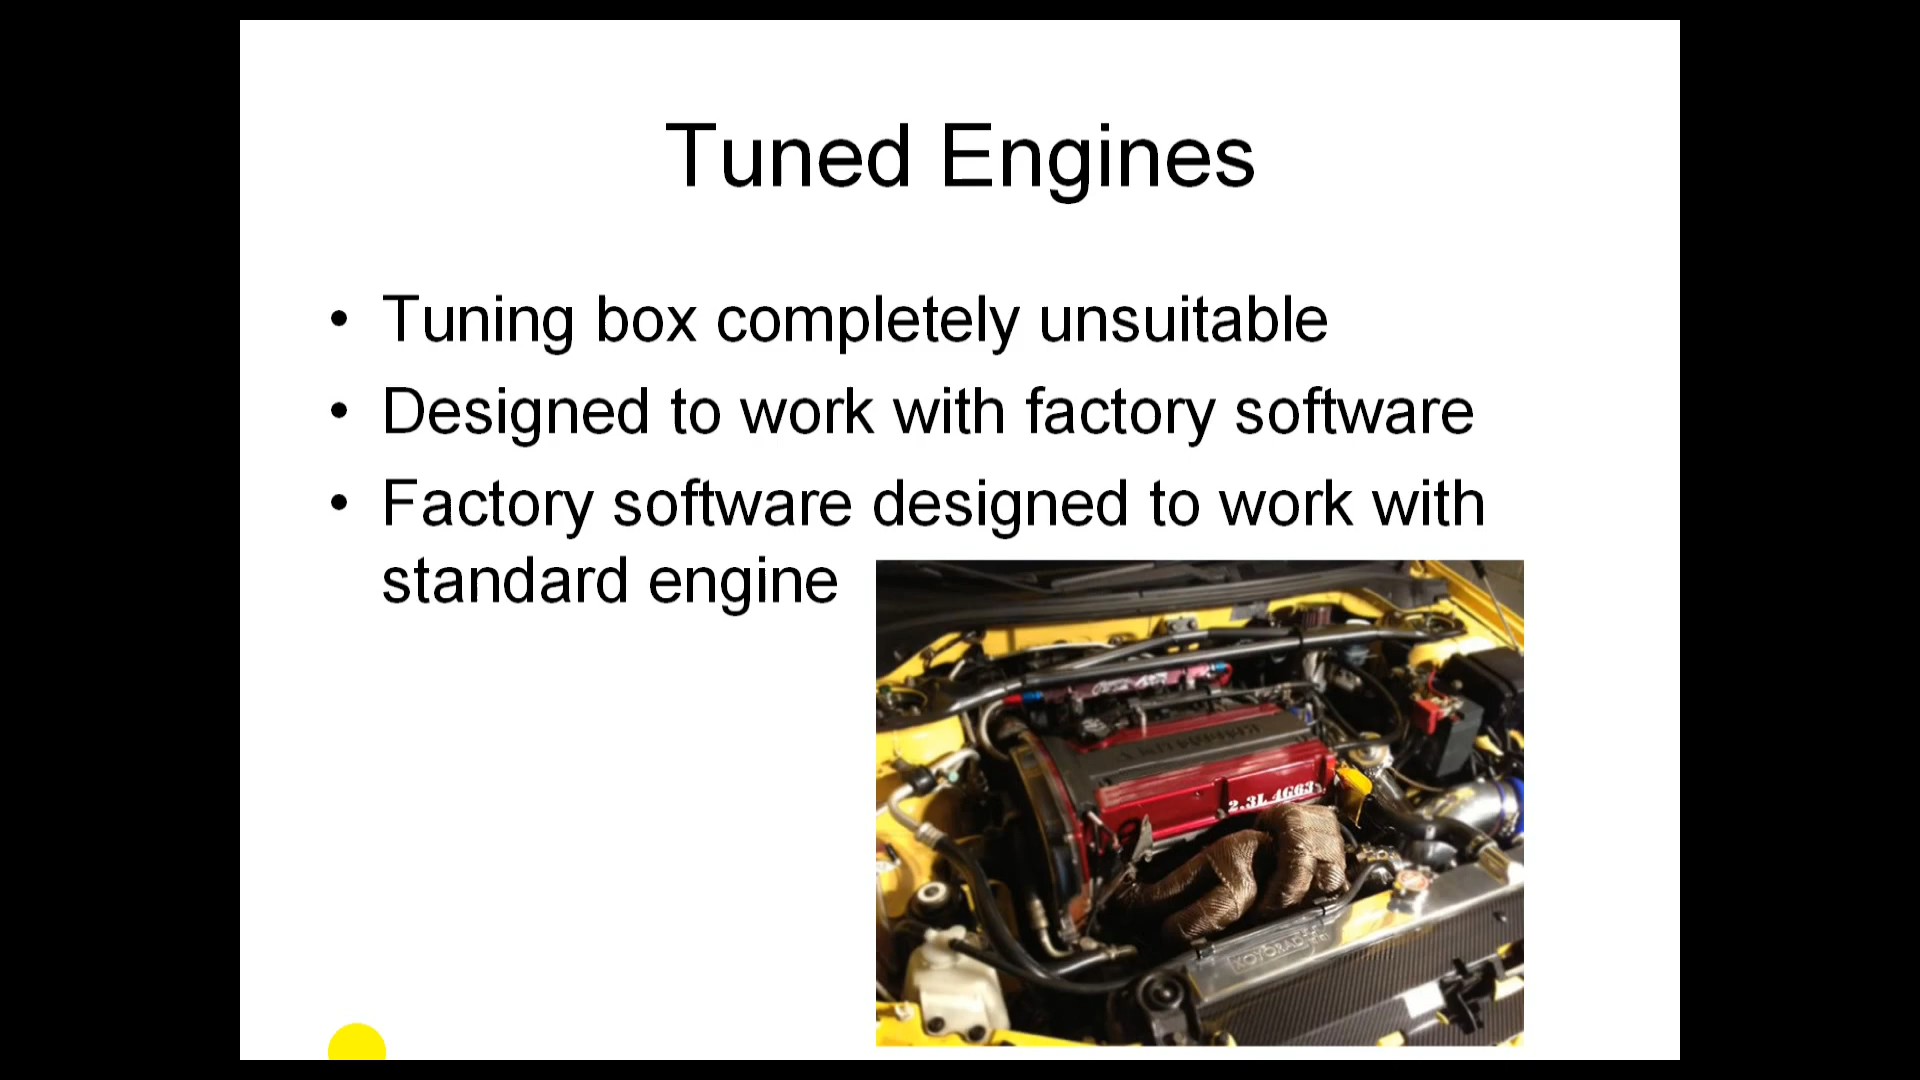 Tuned Engines
• Tuning box completely unsuitable
• Designed to work with factory software
• Factory software designed to work with
standard engine
2.3L 4G63
KOYORAD